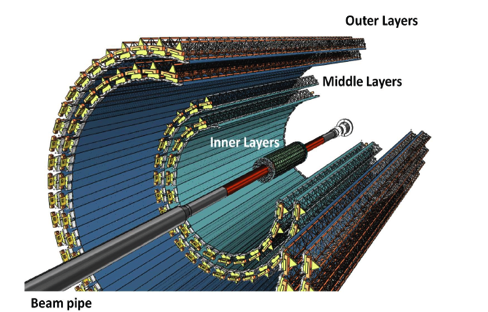 Outer Layers
Middle Layers
Inner Layers
Beam pipe